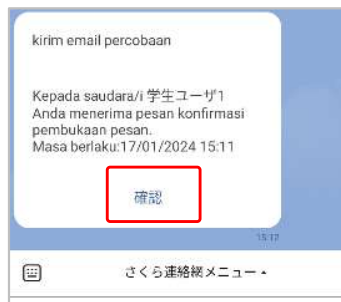 kirim email percobaan
Kepada saudara/i 学生ユーザ1
Anda menerima pesan konfirmasi
pembukaan pesan.
Masa berlaku:17/01/2024 15:11
確認
15:12
さくら連絡網メニュー